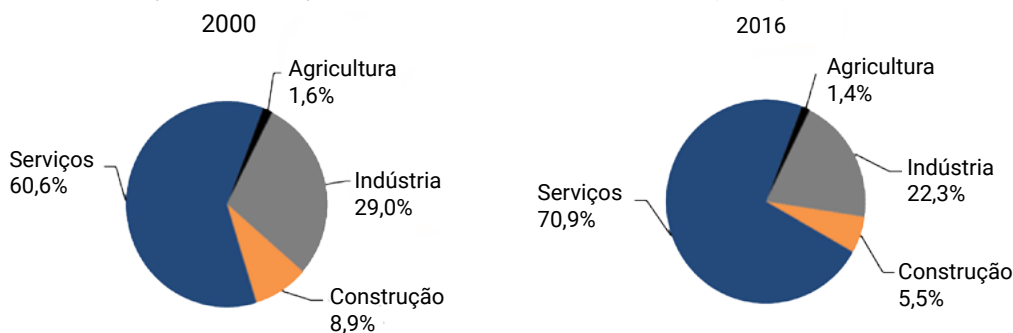 2000
Agricultura
1,6%
Serviços
60,6%
Indústria
29,0%
Construção
8,9%
2016
Agricultura
1,4%
Serviços
70,9%
Indústria
22,3%
Construção
5,5%